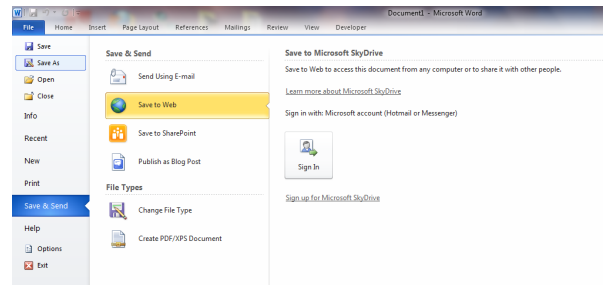 Document1 - Microsoft Word
File Home Insert Page Layout References Mailings Review View Developer
Save
Save As
Open
Close
Info
Recent
New
Print
Save & Send
Help
Options
Exit
Save & Send
Send Using E-mail
Save to Web
Save to SharePoint
Publish as Blog Post
File Types
Change File Type
Create PDF/XPS Document
Save to Microsoft SkyDrive
Save to Web to access this document from any computer or to share it with other people.
Learn more about Microsoft SkyDrive
Sign in with: Microsoft account (Hotmail or Messenger)
Sign In
Sign up for Microsoft SkyDrive